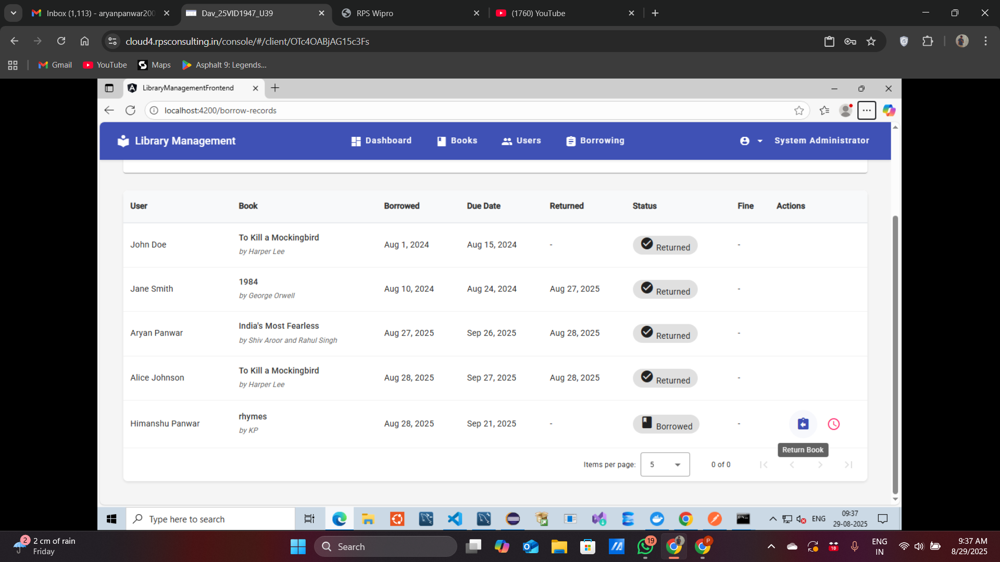 Inbox (1,113) - aryanpanwar200
Dav_25VID1947_U39
RPS Wipro
(1760) YouTube
cloud4.rpsconsulting.in/console/#/client/OTc4OABjAG15c3Fs
Gmail
YouTube
Maps
Asphalt 9: Legends...
LibraryManagementFrontend
localhost:4200/borrow-records
Library Management
Dashboard
Books
Users
Borrowing
System Administrator
User Book Borrowed Due Date Returned Status Fine Actions
John Doe To Kill a Mockingbird Aug 1, 2024 Aug 15, 2024 - Returned -
by Harper Lee
Jane Smith 1984 Aug 10, 2024 Aug 24, 2024 Aug 27, 2025 Returned -
by George Orwell
Aryan Panwar India's Most Fearless Aug 27, 2025 Sep 26, 2025 Aug 28, 2025 Returned -
by Shiv Aroor and Rahul Singh
Alice Johnson To Kill a Mockingbird Aug 28, 2025 Sep 27, 2025 Aug 28, 2025 Returned -
by Harper Lee
Himanshu Panwar rhymes Aug 28, 2025 Sep 21, 2025 - Borrowed -
by KP
Return Book
Items per page: 5 0 of 0
Type here to search
ENG
09:37
29-08-2025
2
2 cm of rain
Friday
Search
19
P
10
ENG
IN
9:37 AM
8/29/2025